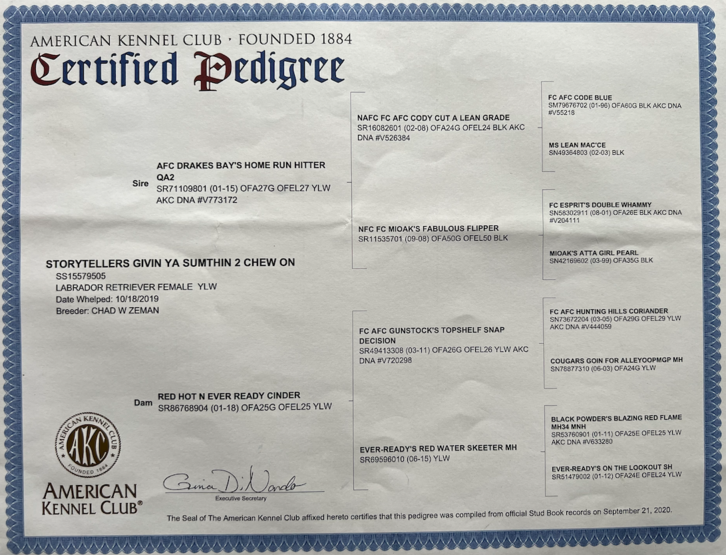 AMERICAN KENNEL CLUB · FOUNDED 1884
Certified Pedigree
FC AFC CODE BLUE
SM79676702 (01-96) OFA60G BLK AKC DNA
#V55218
NAFC FC AFC CODY CUT A LEAN GRADE
SR16082601 (02-08) OFA24G OFEL24 BLK AKC
DNA #V526384
MS LEAN MAC'CE
SN49364803 (02-03) BLK
AFC DRAKES BAY'S HOME RUN HITTER
QA2
Sire
SR71109801 (01-15) OFA27G OFEL27 YLW
AKC DNA #V773172
FC ESPRIT'S DOUBLE WHAMMY
SN58302911 (08-01) OFA26E BLK AKC DNA
#V204111
NFC FC MIOAK'S FABULOUS FLIPPER
SR11535701 (09-08) OFA50G OFEL50 BLK
MIOAK'S ATTA GIRL PEARL
SN42169602 (03-99) OFA35G BLK
STORYTELLERS GIVIN YA SUMTHIN 2 CHEW ON
SS15579505
LABRADOR RETRIEVER FEMALE YLW
Date Whelped: 10/18/2019
Breeder: CHAD W ZEMAN
FC AFC HUNTING HILLS CORIANDER
SN73672204 (03-05) OFA29G OFEL29 YLW
AKC DNA #V444059
FC AFC GUNSTOCK'S TOPSHELF SNAP
DECISION
SR49413308 (03-11) OFA26G OFEL26 YLW AKC
DNA #V720298
COUGARS GOIN FOR ALLEYOOPMGP MH
SN78877310 (06-03) OFA24G YLW
Dam
RED HOT N EVER READY CINDER
SR86768904 (01-18) OFA25G OFEL25 YLW
BLACK POWDER'S BLAZING RED FLAME
MH34 MNH
SR53760901 (01-11) OFA25E OFEL25 YLW
AKC DNA #V633280
EVER-READY'S RED WATER SKEETER MH
SR69596010 (06-15) YLW
EVER-READY'S ON THE LOOKOUT SH
SR51479002 (01-12) OFA24E OFEL24 YLW
AMERICAN KENNEL CLUB
AKC
FOUNDED 1884
AMERICAN
KENNEL CLUB®
Gina DiNardo
Executive Secretary
The Seal of The American Kennel Club affixed hereto certifies that this pedigree was compiled from official Stud Book records on September 21, 2020.